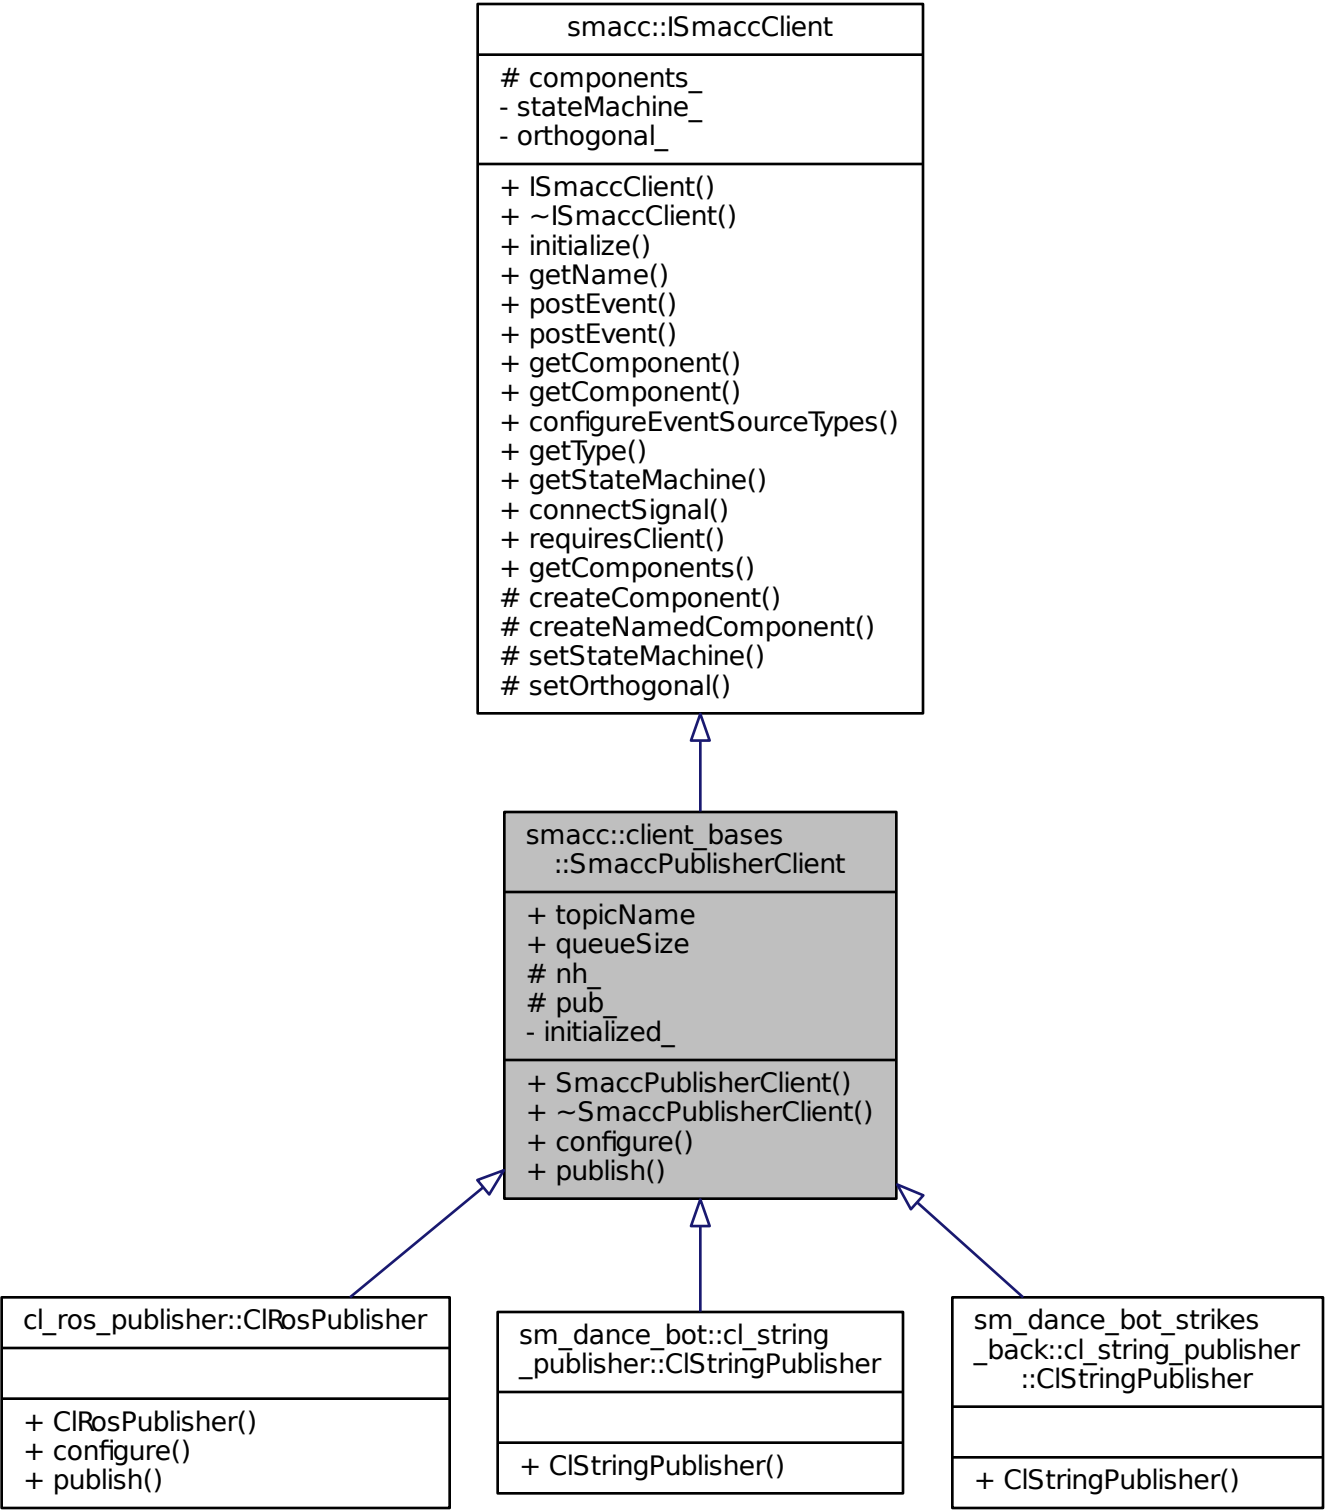 smacc::ISmaccClient
# components_
- stateMachine_
- orthogonal_
+ ISmaccClient()
+ ~ISmaccClient()
+ initialize()
+ getName()
+ postEvent()
+ postEvent()
+ getComponent()
+ getComponent()
+ configureEventSourceTypes()
+ getType()
+ getStateMachine()
+ connectSignal()
+ requiresClient()
+ getComponents()
# createComponent()
# createNamedComponent()
# setStateMachine()
# setOrthogonal()
smacc::client_bases
::SmaccPublisherClient
+ topicName
+ queueSize
# nh_
# pub_
- initialized_
+ SmaccPublisherClient()
+ ~SmaccPublisherClient()
+ configure()
+ publish()
cl_ros_publisher::ClRosPublisher
+ ClRosPublisher()
+ configure()
+ publish()
sm_dance_bot::cl_string
_publisher::ClStringPublisher
+ ClStringPublisher()
sm_dance_bot_strikes
_back::cl_string_publisher
::ClStringPublisher
+ ClStringPublisher()